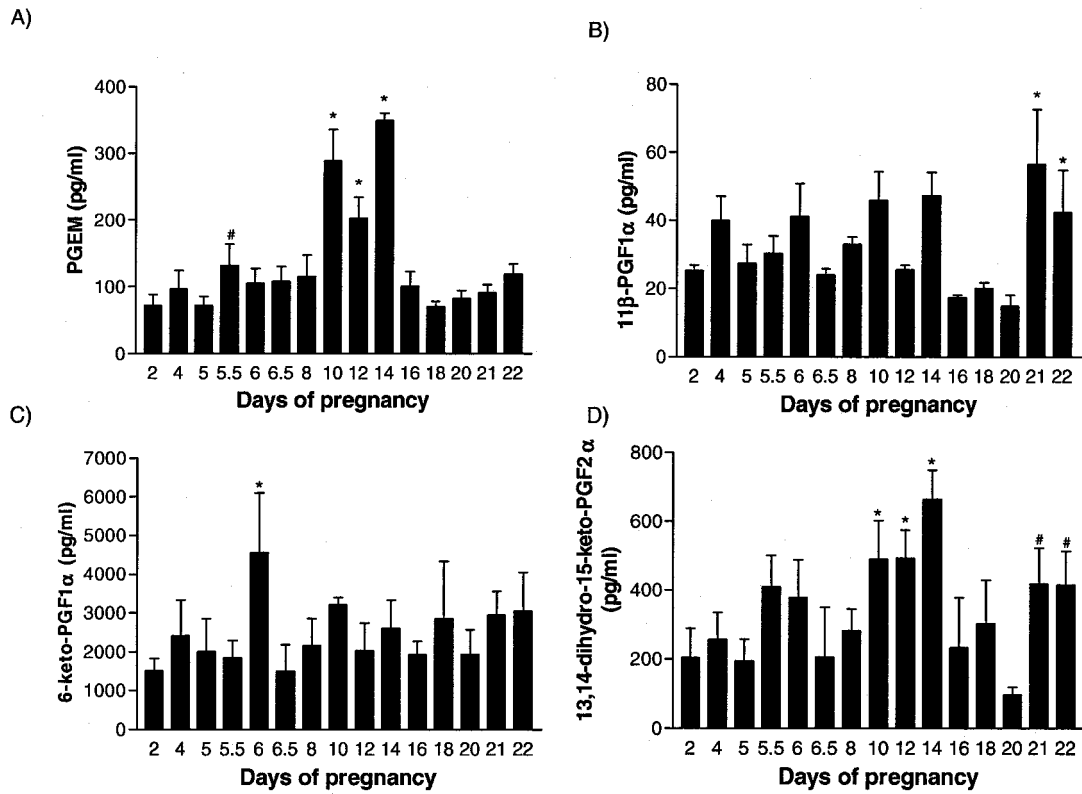 A)
PGEM (pg/ml)
400
300
200
100
0
#
*
*
*
2 4 5 5.5 6 6.5 8 10 12 14 16 18 20 21 22
Days of pregnancy
B)
11β-PGF1α (pg/ml)
80
60
40
20
0
*
*
2 4 5 5.5 6 6.5 8 10 12 14 16 18 20 21 22
Days of pregnancy
C)
6-keto-PGF1α (pg/ml)
7000
6000
5000
4000
3000
2000
1000
0
*
2 4 5 5.5 6 6.5 8 10 12 14 16 18 20 21 22
Days of pregnancy
D)
13,14-dihydro-15-keto-PGF2α
(pg/ml)
800
600
400
200
0
*
*
*
#
#
2 4 5 5.5 6 6.5 8 10 12 14 16 18 20 21 22
Days of pregnancy